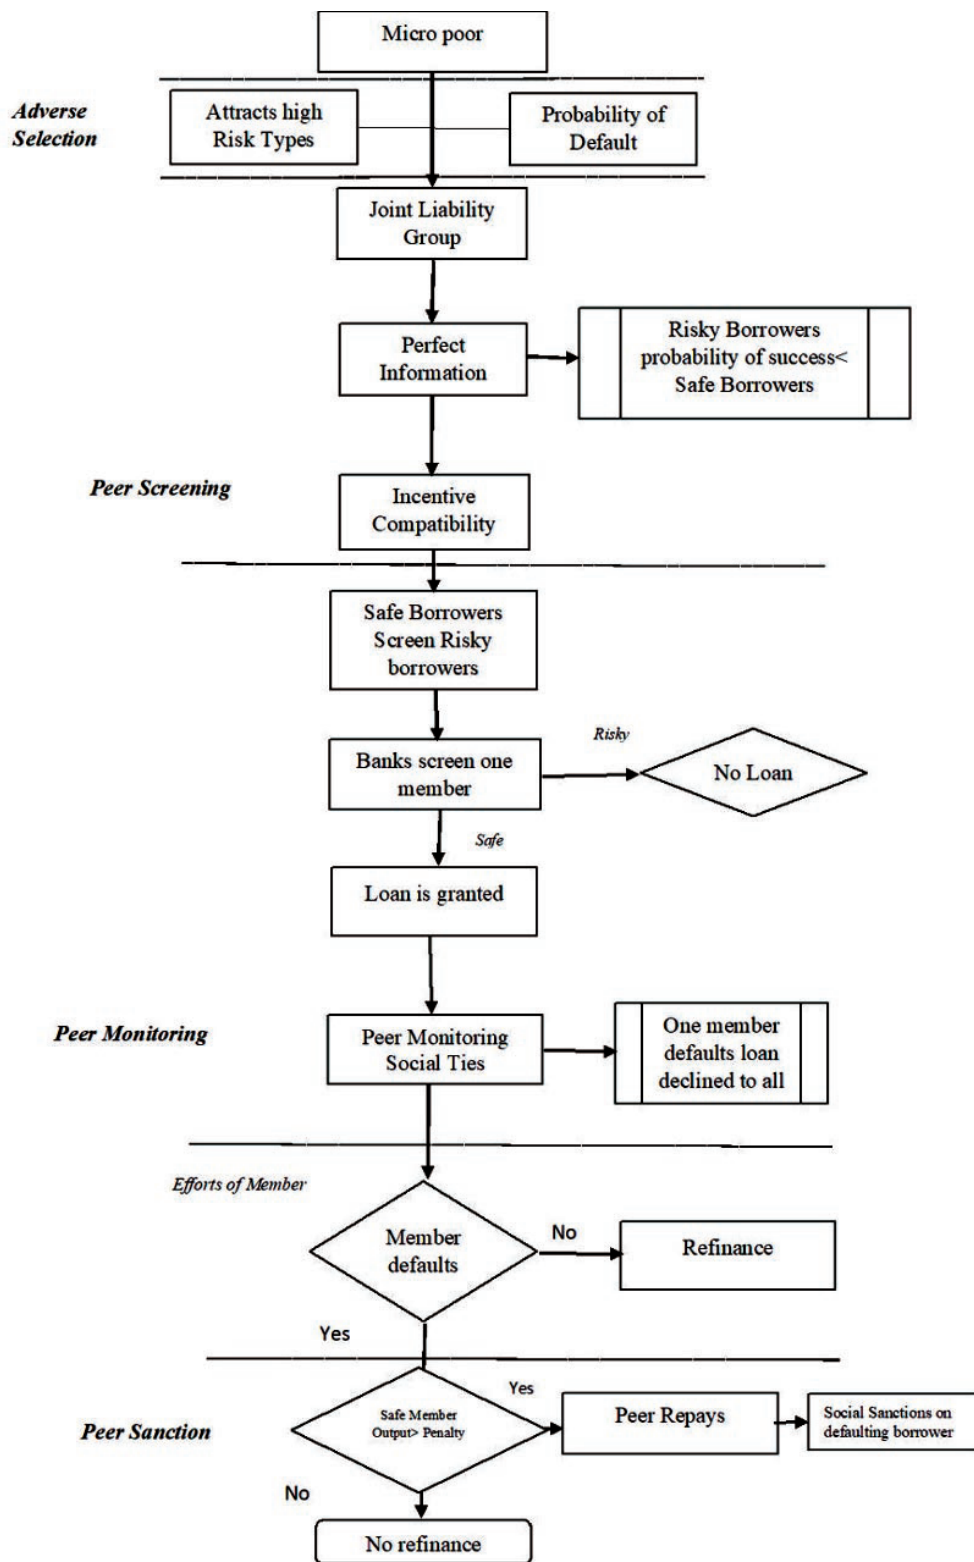 Micro poor
Adverse
Selection
Attracts high
Risk Types
Probability of
Default
Joint Liability
Group
Perfect
Information
Risky Borrowers
probability of success<
Safe Borrowers
Peer Screening
Incentive
Compatibility
Safe Borrowers
Screen Risky
borrowers
Banks screen one
member
Risky
No Loan
Safe
Loan is granted
Peer Monitoring
Peer Monitoring
Social Ties
One member
defaults loan
declined to all
Efforts of Member
Member
defaults
No
Refinance
Yes
Peer Sanction
Safe Member
Output> Penalty
Yes
Peer Repays
Social Sanctions on
defaulting borrower
No
No refinance